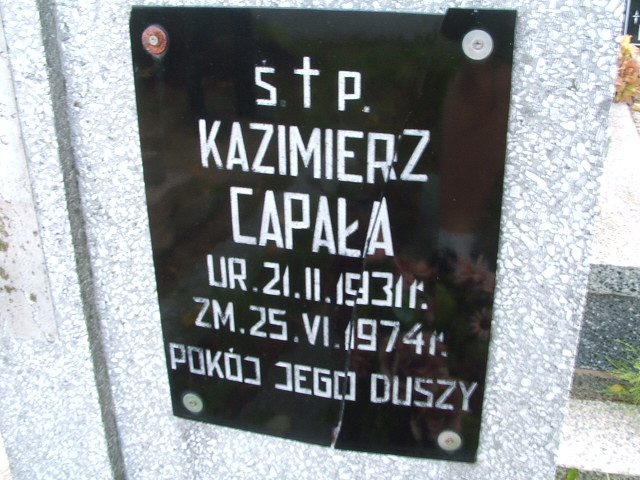 Ś. † P.
KAZIMIERZ
CAPAŁA
UR. 21. II. 1931 r.
ZM. 25. VI. 1974 r.
POKÓJ JEGO DUSZY